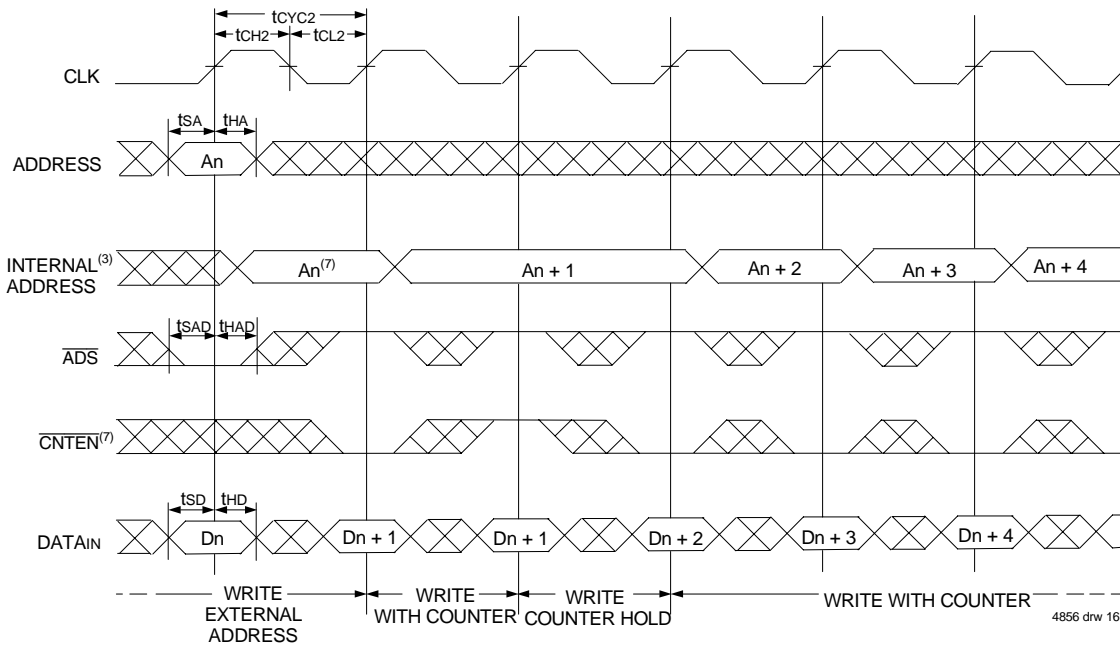 tCYC2
tCH2 tCL2
CLK
tSA tHA
ADDRESS An
INTERNAL(3)
ADDRESS
An(7) An + 1 An + 2 An + 3 An + 4
tSAD tHAD
ADS
CNTEN(7)
tSD tHD
DATAIN Dn Dn + 1 Dn + 1 Dn + 2 Dn + 3 Dn + 4
WRITE
EXTERNAL
ADDRESS
WRITE
WITH COUNTER
WRITE
COUNTER HOLD
WRITE WITH COUNTER
4856 drw 16